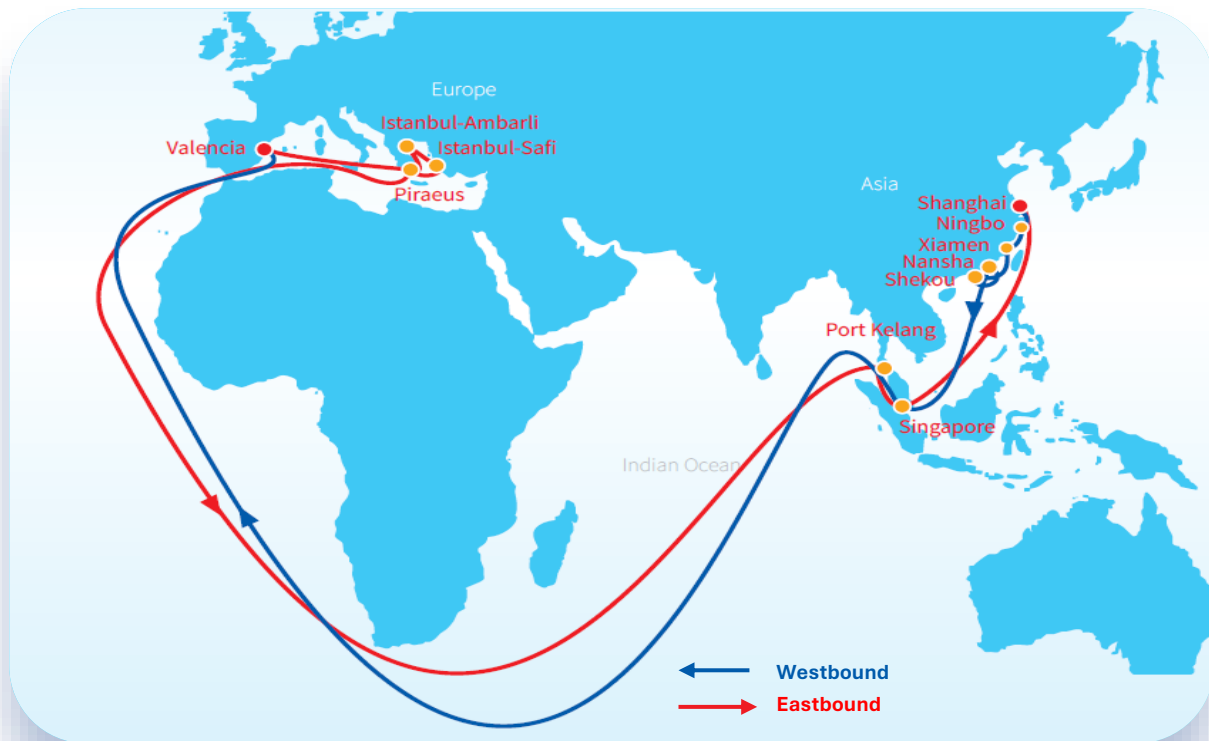 Europe
Istanbul-Ambarli
Valencia
Istanbul-Safi
Piraeus
Asia
Shanghai
Ningbo
Xiamen
Nansha
Shekou
Port Kelang
Singapore
Indian Ocean
Westbound
Eastbound